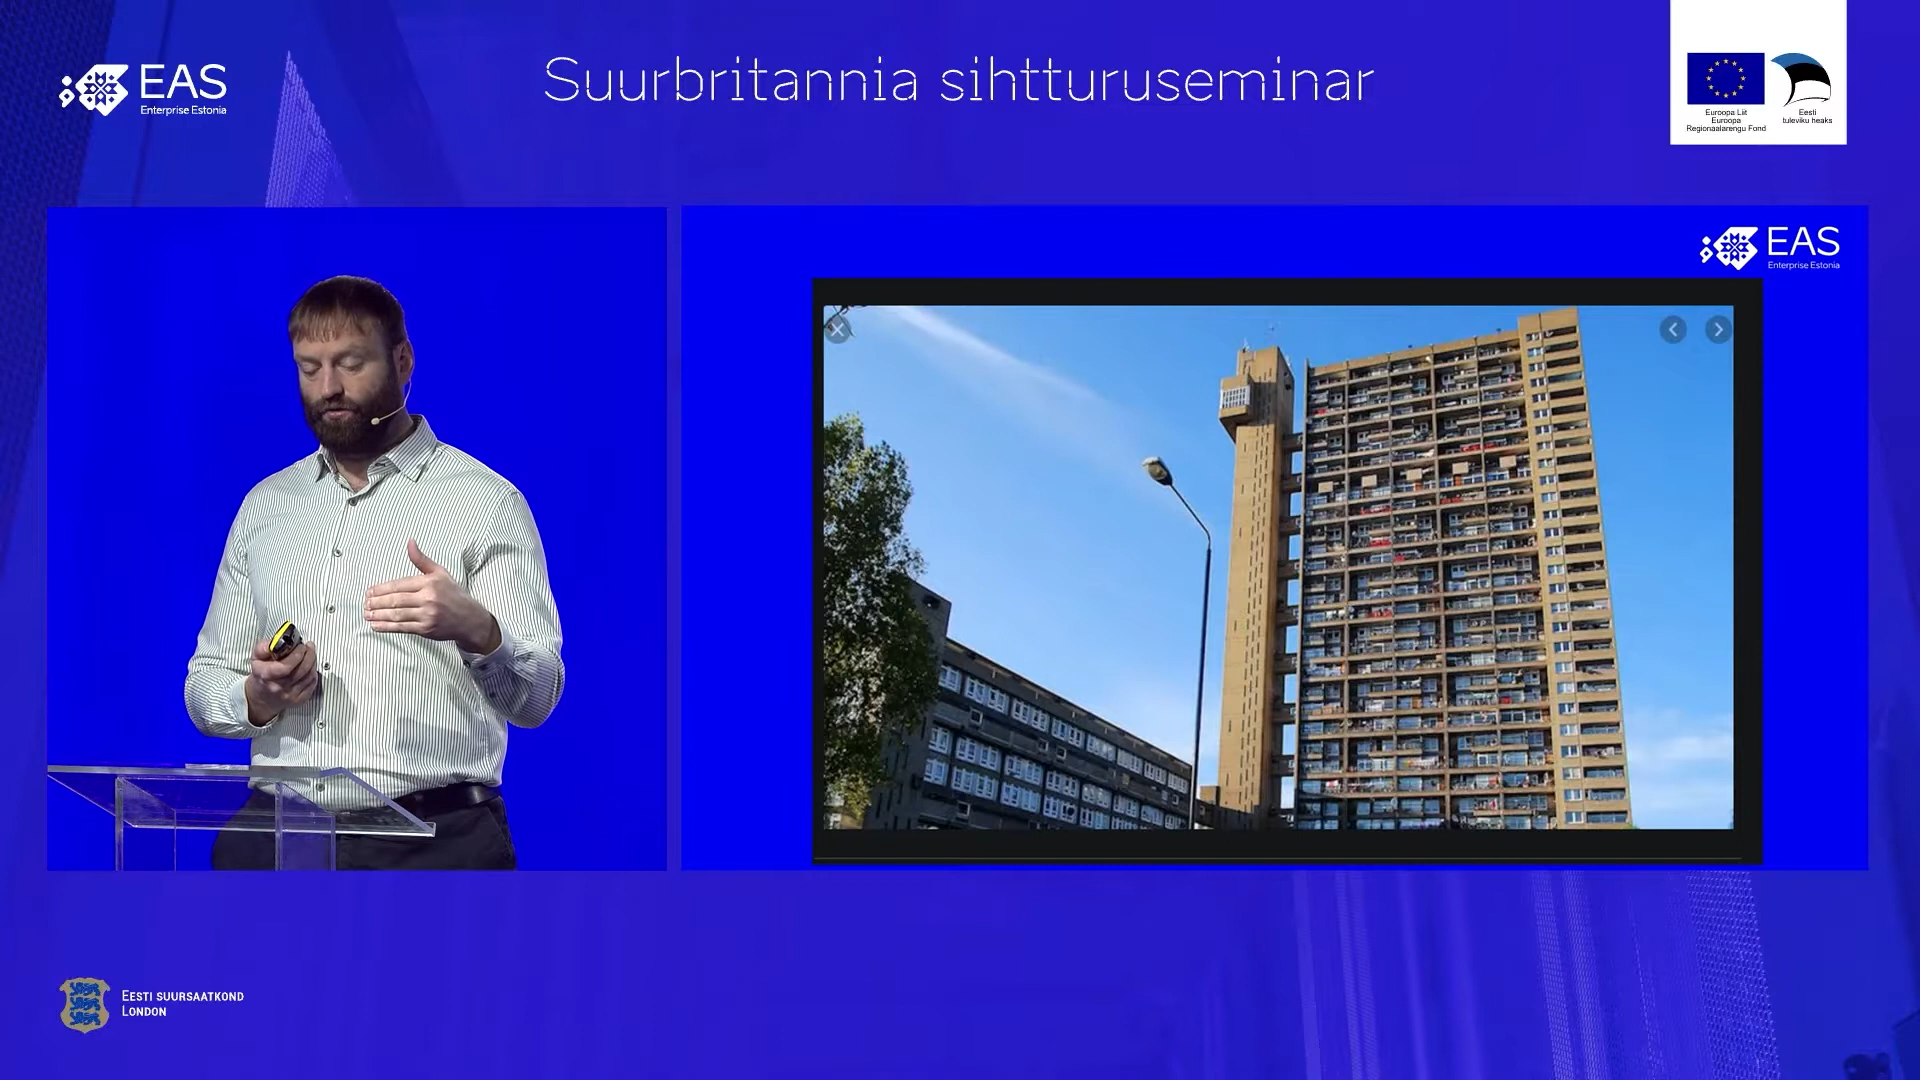 EAS
Enterprise Estonia
Suurbritannia sihtturuseminar
Euroopa Liit
Euroopa
Regionaalarengu Fond
Eesti
tuleviku heaks
EAS
Enterprise Estonia
EESTI SUURSAATKOND
LONDON